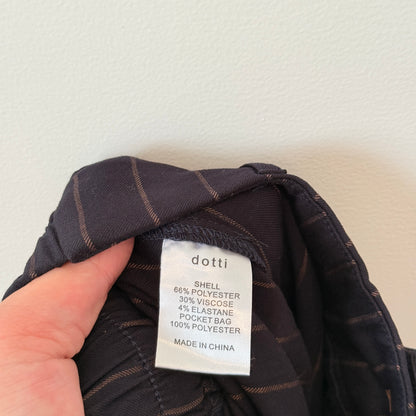 dotti
SHELL
66% POLYESTER
30% VISCOSE
4% ELASTANE
POCKET BAG
100% POLYESTER
MADE IN CHINA